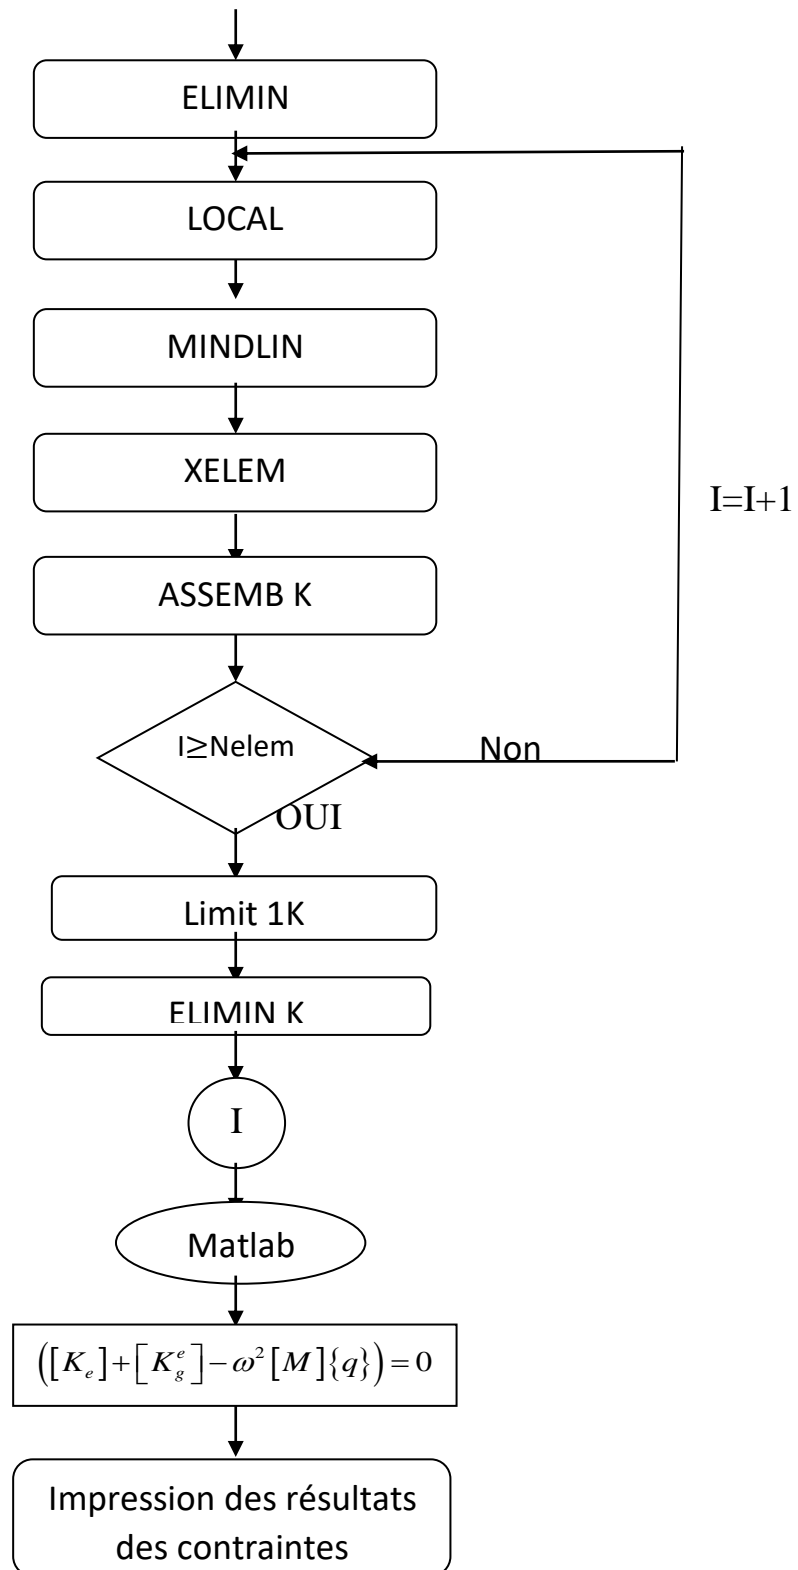 ELIMIN
LOCAL
MINDLIN
XELEM
I=I+1
ASSEMB K
I≥Nelem
Non
OUI
Limit 1K
ELIMIN K
I
Matlab
([K_e]+[K_g^e]-ω^2[M]{q})=0
Impression des résultats
des contraintes